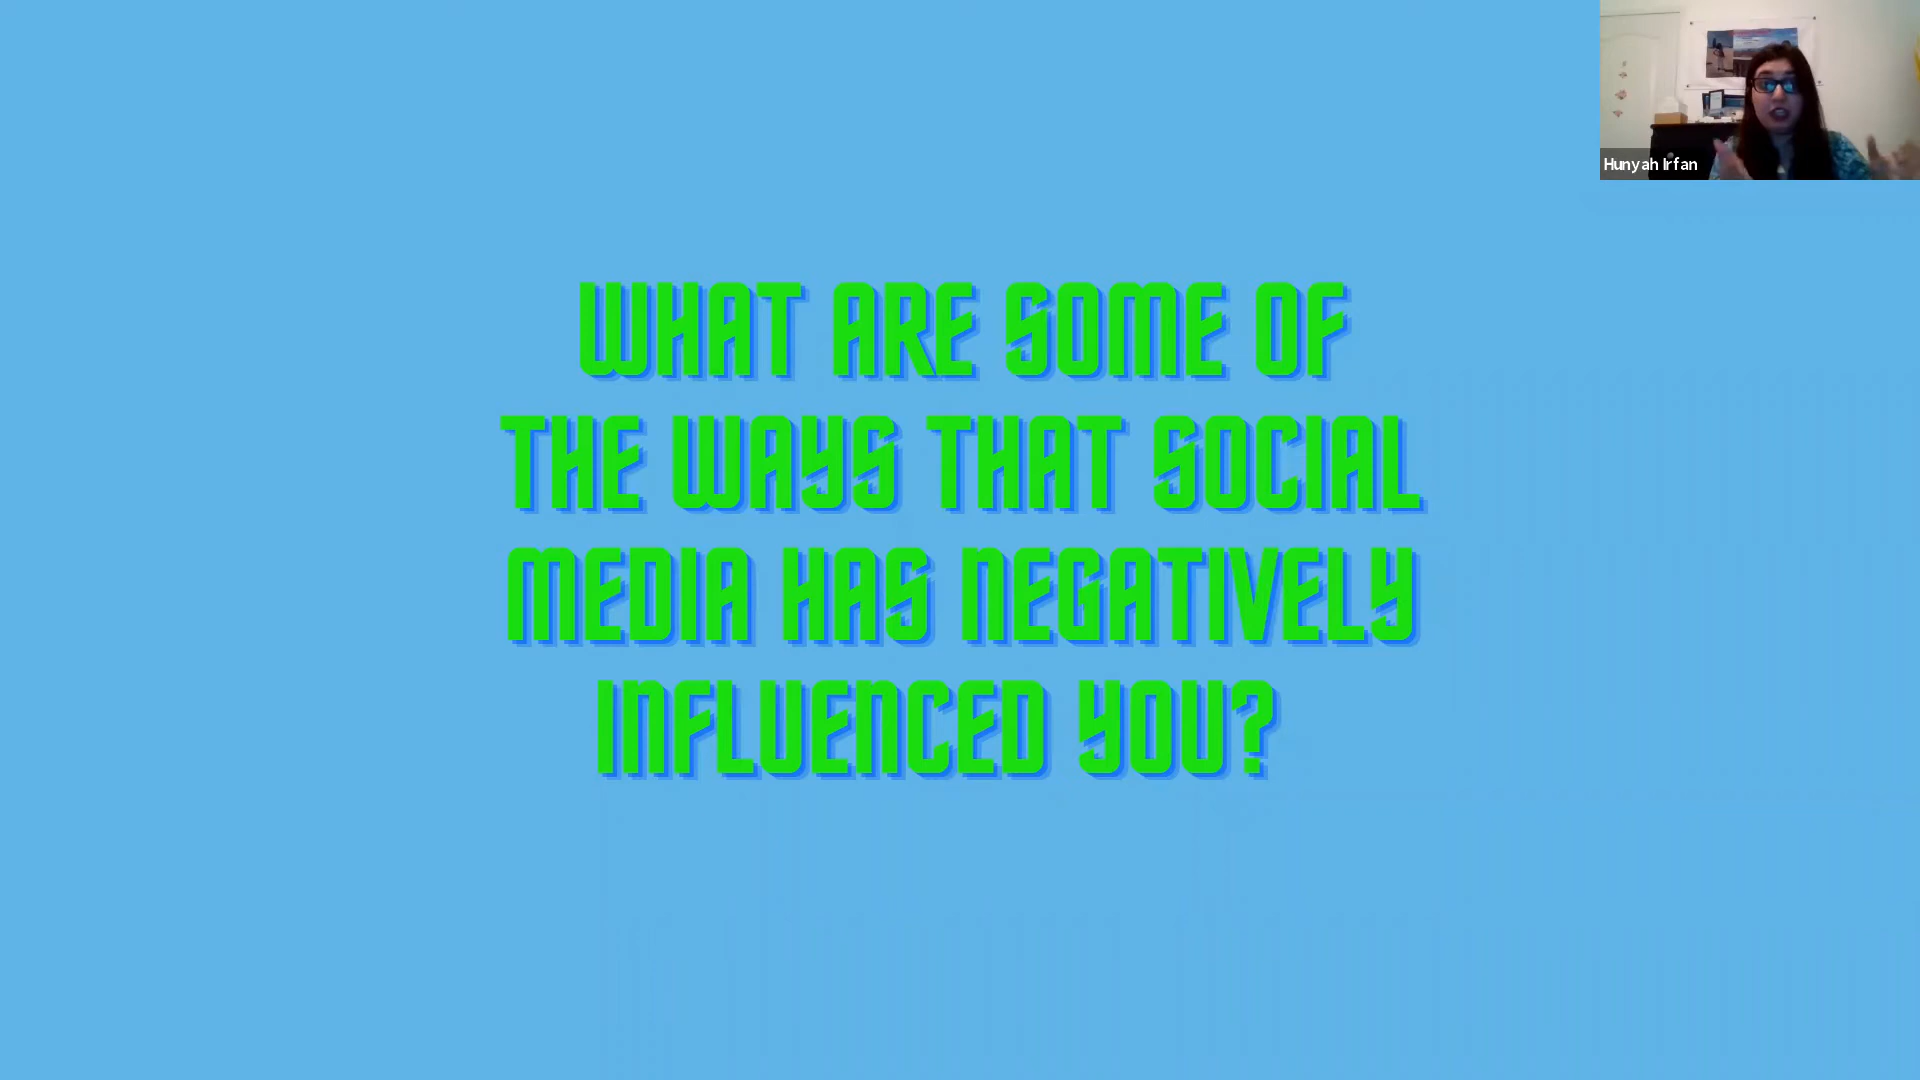 Hunyah Irfan
WHAT ARE SOME OF
THE WAYS THAT SOCIAL
MEDIA HAS NEGATIVELY
INFLUENCED YOU?